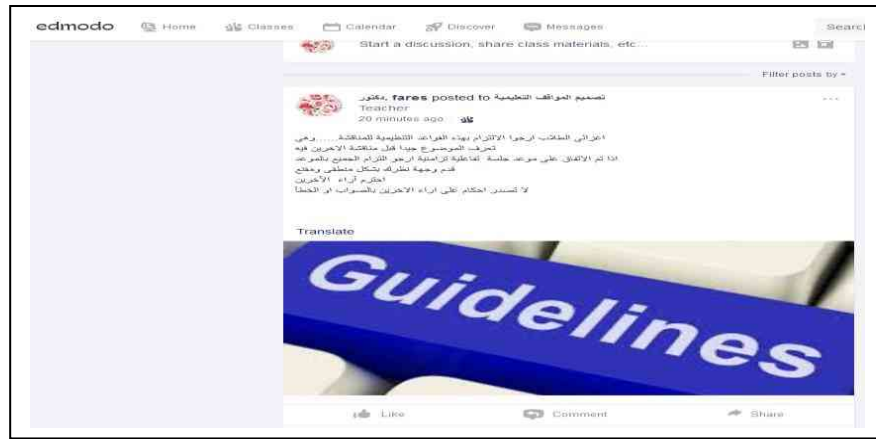 edmodo Home Classes Calendar Discover Messages Searc
Start a discussion, share class materials, etc...
Filter posts by
دكتور, fares posted to تصميم المواقف التعليمية
Teacher
20 minutes ago
اعزائي الطلاب ارجوا الالتزام بهذه القواعد التنظيمية للمناقشة......وهي
تعرف الموضوع جيدا قبل مناقشة الاخرين فيه
اذا تم الاتفاق على موعد جلسة تفاعلية تزامنية ارجو التزام الجميع بالموعد
قدم وجهة نظرك بشكل منطقي ومقنع
احترم آراء الآخرين
لا تصدر احكام على اراء الاخرين بالصواب او الخطأ
Translate
Guidelines
Like Comment Share